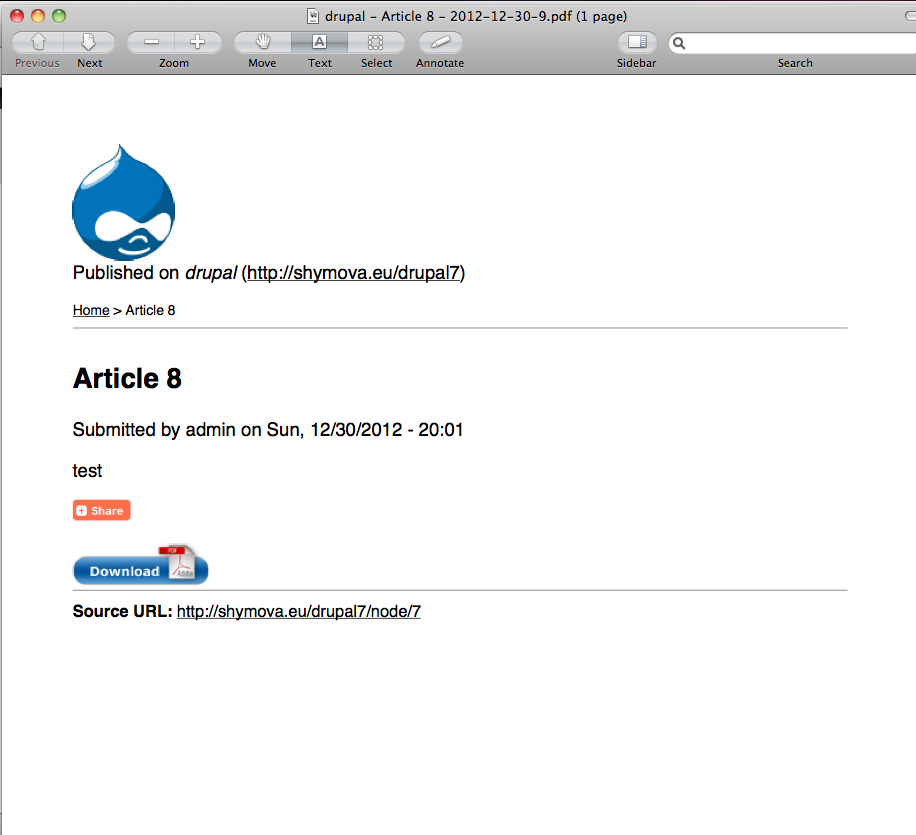 drupal – Article 8 – 2012-12-30-9.pdf (1 page)
Previous Next Zoom Move Text Select Annotate Sidebar Search
Published on drupal (http://shymova.eu/drupal7)
Home > Article 8
Article 8
Submitted by admin on Sun, 12/30/2012 - 20:01
test
Share
PDF
Adobe
Download
Source URL: http://shymova.eu/drupal7/node/7